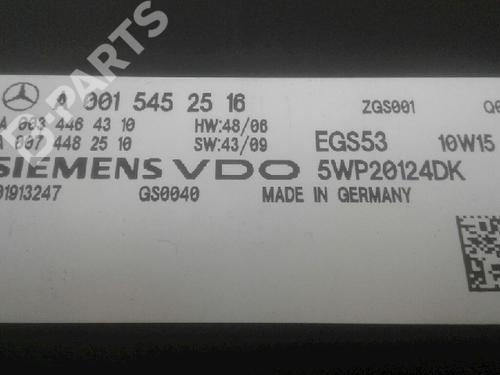 A 001 545 25 16 ZGS001
A 003 446 43 10 HW:48/06
A 007 448 25 10 SW:43/09 EGS53 10W15
SIEMENS VDO 5WP20124DK
01913247 GS0040 MADE IN GERMANY
B-PARTS